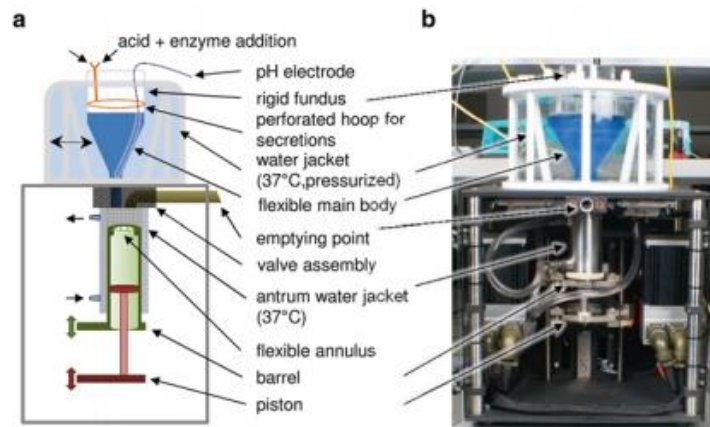 a
b
acid + enzyme addition
pH electrode
rigid fundus
perforated hoop for
secretions
water jacket
(37°C,pressurized)
flexible main body
emptying point
valve assembly
antrum water jacket
(37°C)
flexible annulus
barrel
piston